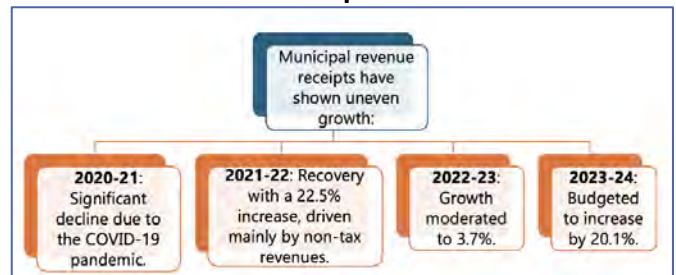 Municipal revenue
receipts have
shown uneven
growth:
2020-21:
Significant
decline due to
the COVID-19
pandemic.
2021-22: Recovery
with a 22.5%
increase, driven
mainly by non-tax
revenues.
2022-23:
Growth
moderated
to 3.7%.
2023-24:
Budgeted
to increase
by 20.1%.